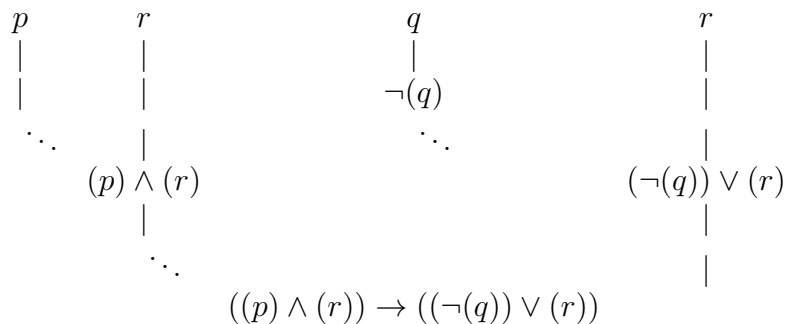 p r q r
¬(q)
(p) ∧ (r) (¬(q)) ∨ (r)
((p) ∧ (r)) → ((¬(q)) ∨ (r))